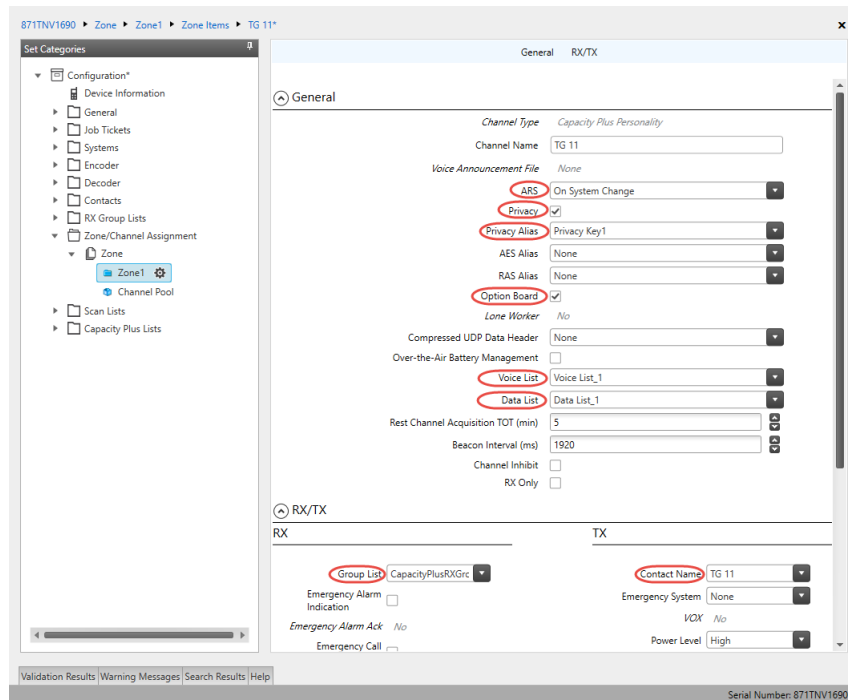 871TNV1690 ▸ Zone ▸ Zone1 ▸ Zone Items ▸ TG 11*
Set Categories
Configuration*
Device Information
General
Job Tickets
Systems
Encoder
Decoder
Contacts
RX Group Lists
Zone/Channel Assignment
Zone
Zone1
Channel Pool
Scan Lists
Capacity Plus Lists
General RX/TX
General
Channel Type Capacity Plus Personality
Channel Name TG 11
Voice Announcement File None
ARS On System Change
Privacy
Privacy Alias Privacy Key1
AES Alias None
RAS Alias None
Option Board
Lone Worker No
Compressed UDP Data Header None
Over-the-Air Battery Management
Voice List Voice List_1
Data List Data List_1
Rest Channel Acquisition TOT (min) 5
Beacon Interval (ms) 1920
Channel Inhibit
RX Only
RX/TX
RX
Group List CapacityPlusRXGrc
Emergency Alarm
Indication
Emergency Alarm Ack No
Emergency Call
TX
Contact Name TG 11
Emergency System None
VOX No
Power Level High
Validation Results Warning Messages Search Results Help
Serial Number: 871TNV1690